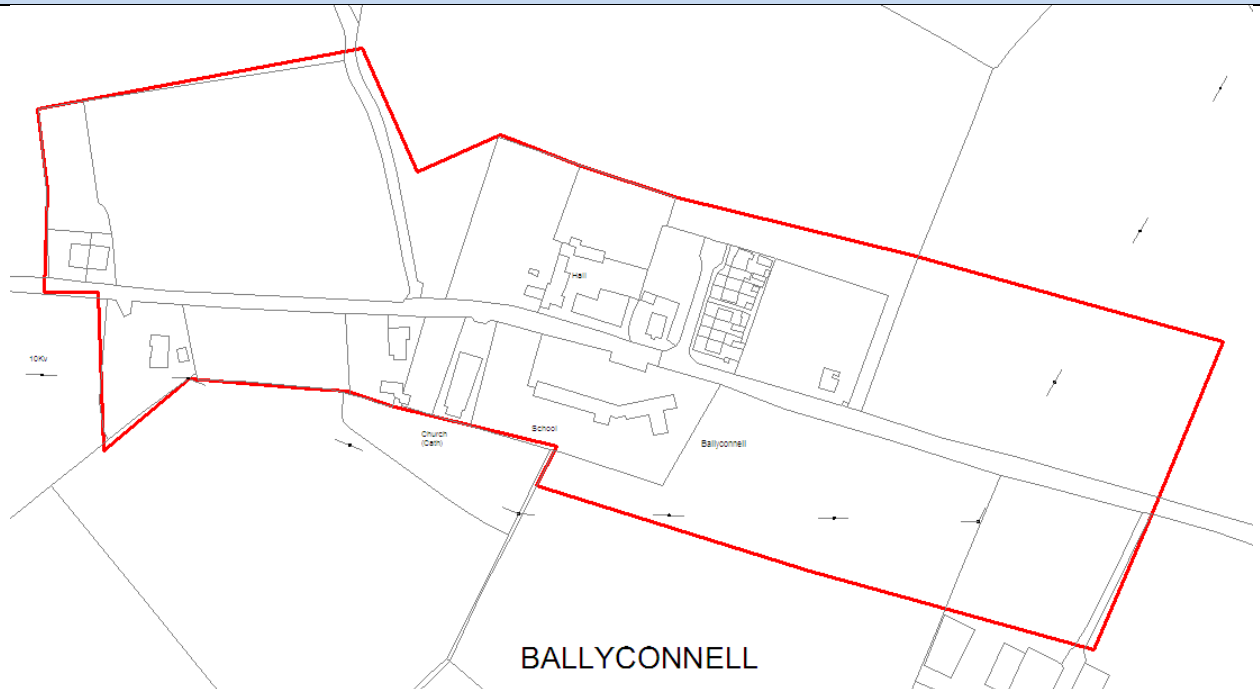 Hall
10Kv
Church
(Cath)
School
Ballyconnell
BALLYCONNELL